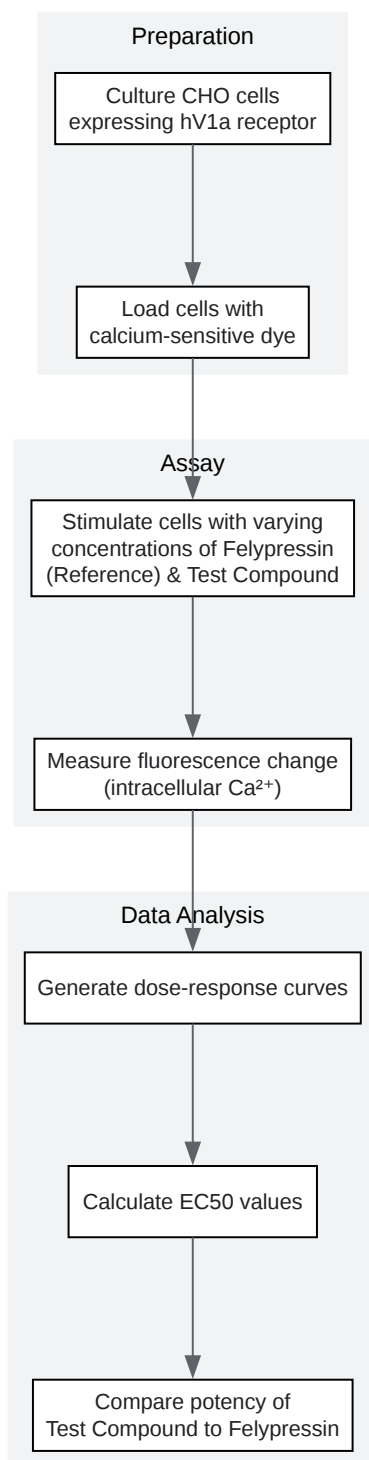 Preparation
Culture CHO cells
expressing hV1a receptor
Load cells with
calcium-sensitive dye
Assay
Stimulate cells with varying
concentrations of Felypressin
(Reference) & Test Compound
Measure fluorescence change
(intracellular Ca²⁺)
Data Analysis
Generate dose-response curves
Calculate EC50 values
Compare potency of
Test Compound to Felypressin